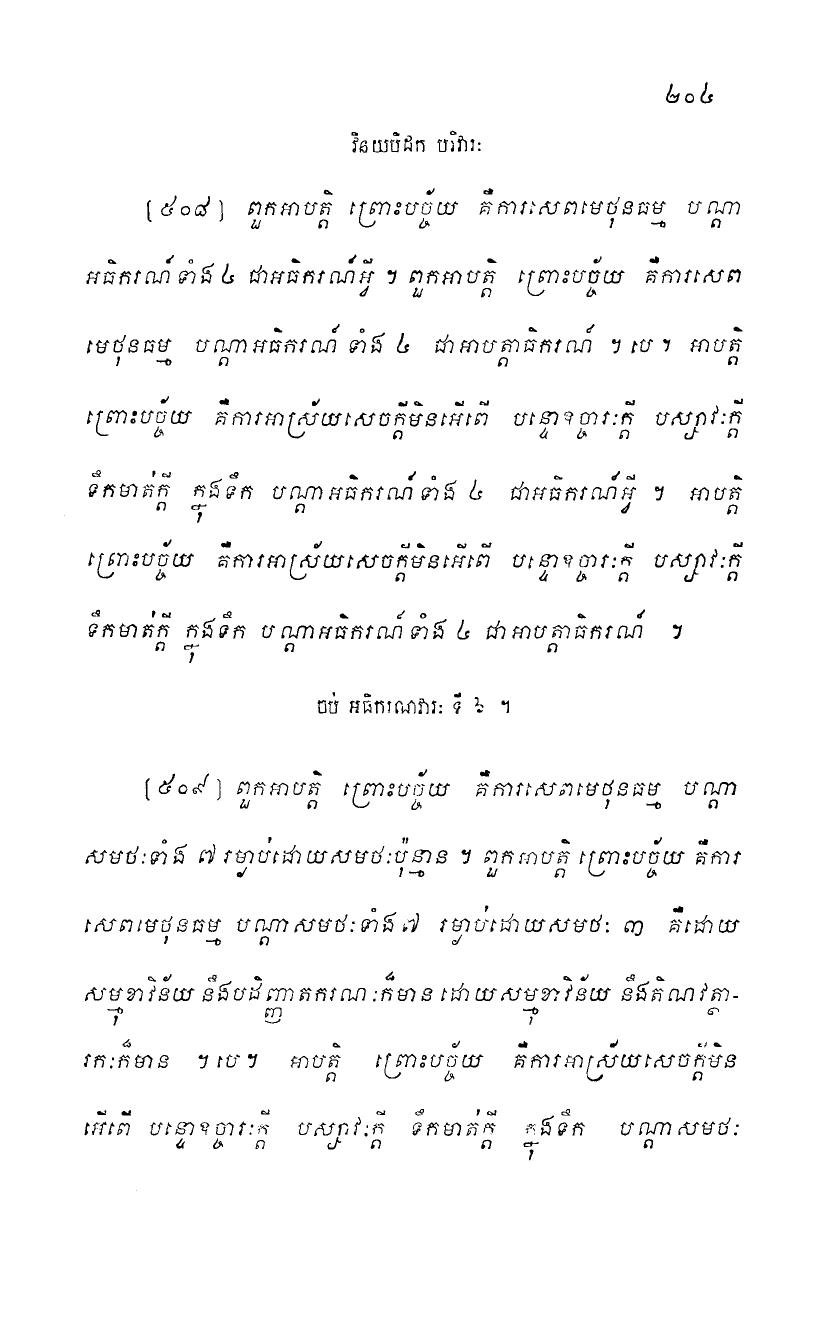 ២០៤
វិនយបិដក បរិវារៈ
[៥០៨] ពួកអាបត្តិ ព្រោះបច្ច័យ គឺការសេពមេថុនធម្ម បណ្តា
អធិករណ៍ទាំង ៤ ជាអធិករណ៍អ្វី ។ ពួកអាបត្តិ ព្រោះបច្ច័យ គឺការសេព
មេថុនធម្ម បណ្តាអធិករណ៍ ទាំង ៤ ជាអាបត្តាធិករណ៍ ។ បេ ។ អាបត្តិ
ព្រោះបច្ច័យ គឺការអាស្រ័យសេចក្តីមិនអើពើ បន្ទោឧច្ចារៈក្តី បស្សាវៈក្តី
ទឹកមាត់ក្តី ក្នុងទឹក បណ្តាអធិករណ៍ទាំង ៤ ជាអធិករណ៍អ្វី ។ អាបត្តិ
ព្រោះបច្ច័យ គឺការអាស្រ័យសេចក្តីមិនអើពើ បន្ទោឧច្ចារៈក្តី បស្សាវៈក្តី
ទឹកមាត់ក្តី ក្នុងទឹក បណ្តាអធិករណ៍ទាំង ៤ ជាអាបត្តាធិករណ៍ ។
ចប់ អធិករណវារៈ ទី ៦ ។
[៥០៩] ពួកអាបត្តិ ព្រោះបច្ច័យ គឺការសេពមេថុនធម្ម បណ្តា
សមថៈទាំង ៧ រម្ងាប់ដោយសមថៈប៉ុន្មាន ។ ពួកអាបត្តិ ព្រោះបច្ច័យ គឺការ
សេពមេថុនធម្ម បណ្តាសមថៈទាំង ៧ រម្ងាប់ដោយសមថៈ ៣ គឺដោយ
សម្មុខាវិន័យ នឹងបដិញ្ញាតករណៈក៏មាន ដោយសម្មុខាវិន័យ នឹងតិណវត្ថា-
រកៈក៏មាន ។ បេ ។ អាបត្តិ ព្រោះបច្ច័យ គឺការអាស្រ័យសេចក្តីមិន
អើពើ បន្ទោឧច្ចារៈក្តី បស្សាវៈក្តី ទឹកមាត់ក្តី ក្នុងទឹក បណ្តាសមថៈ